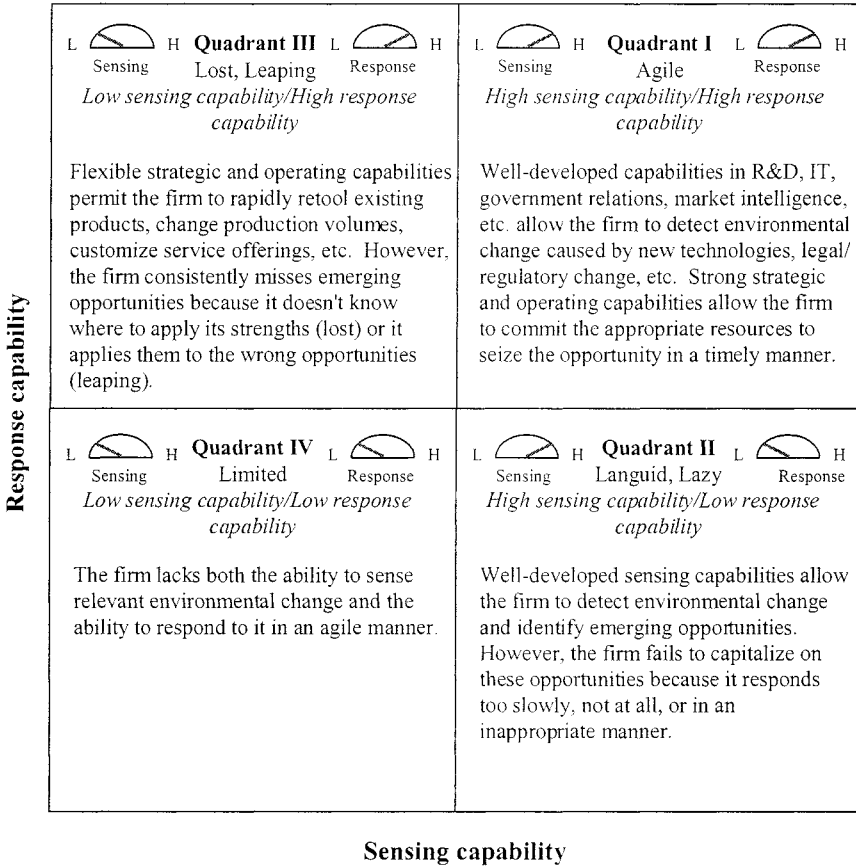 L H Quadrant III L H
Sensing Lost, Leaping Response
Low sensing capability/High response
capability
Flexible strategic and operating capabilities
permit the firm to rapidly retool existing
products, change production volumes,
customize service offerings, etc. However,
the firm consistently misses emerging
opportunities because it doesn't know
where to apply its strengths (lost) or it
applies them to the wrong opportunities
(leaping).
L H Quadrant I L H
Sensing Agile Response
High sensing capability/High response
capability
Well-developed capabilities in R&D, IT,
government relations, market intelligence,
etc. allow the firm to detect environmental
change caused by new technologies, legal/
regulatory change, etc. Strong strategic
and operating capabilities allow the firm
to commit the appropriate resources to
seize the opportunity in a timely manner.
Response capability
L H Quadrant IV L H
Sensing Limited Response
Low sensing capability/Low response
capability
The firm lacks both the ability to sense
relevant environmental change and the
ability to respond to it in an agile manner.
L H Quadrant II L H
Sensing Languid, Lazy Response
High sensing capability/Low response
capability
Well-developed sensing capabilities allow
the firm to detect environmental change
and identify emerging opportunities.
However, the firm fails to capitalize on
these opportunities because it responds
too slowly, not at all, or in an
inappropriate manner.
Sensing capability